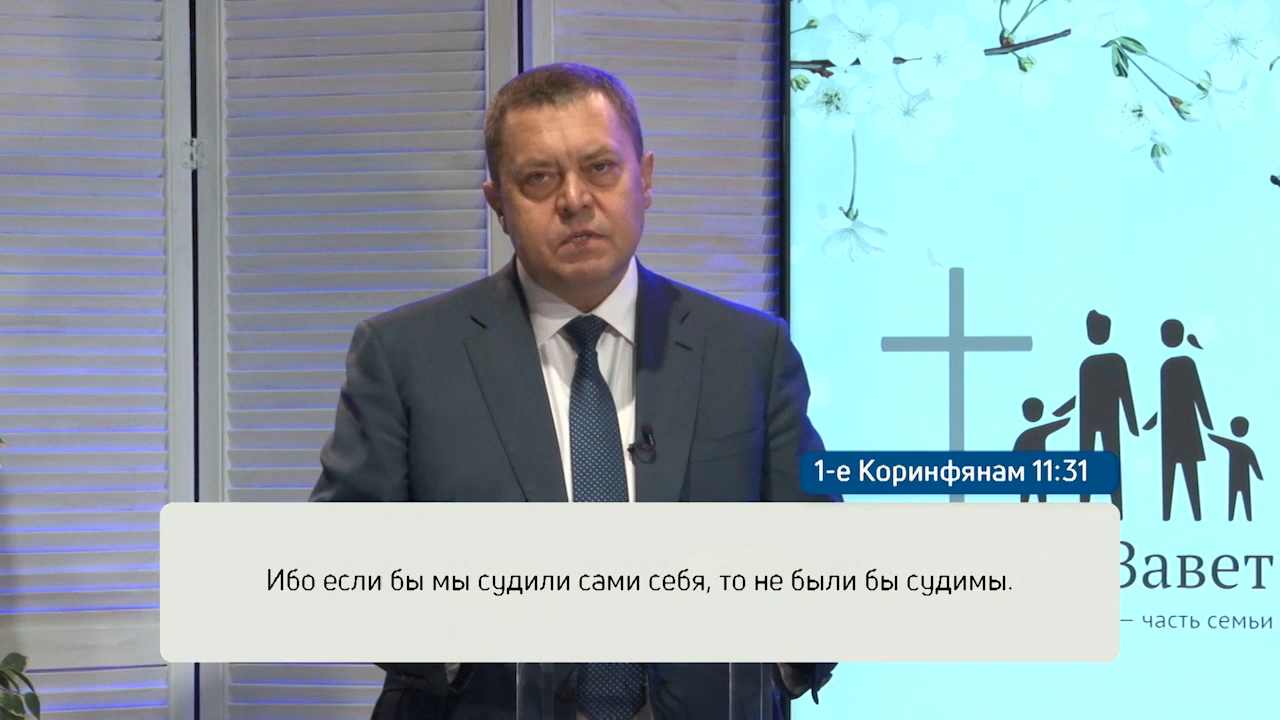 1-е Коринфянам 11:31
Ибо если бы мы судили сами себя, то не были бы судимы.
Завет
— часть семьи